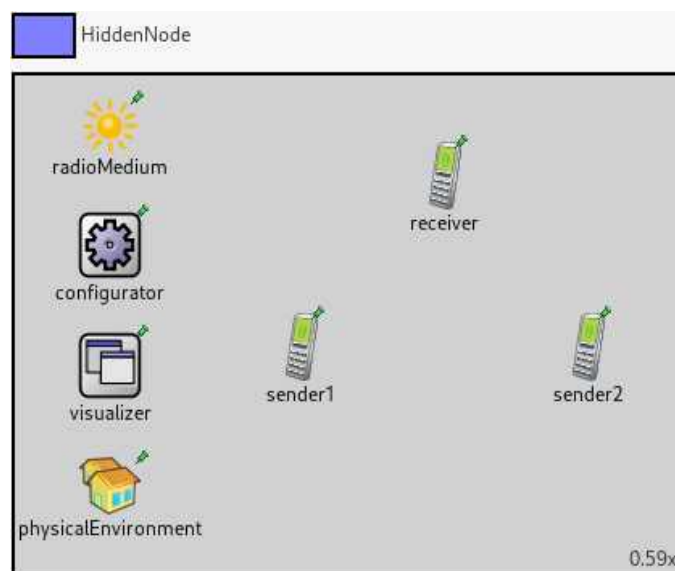 HiddenNode
radioMedium
receiver
configurator
sender1
sender2
visualizer
physicalEnvironment
0.59x